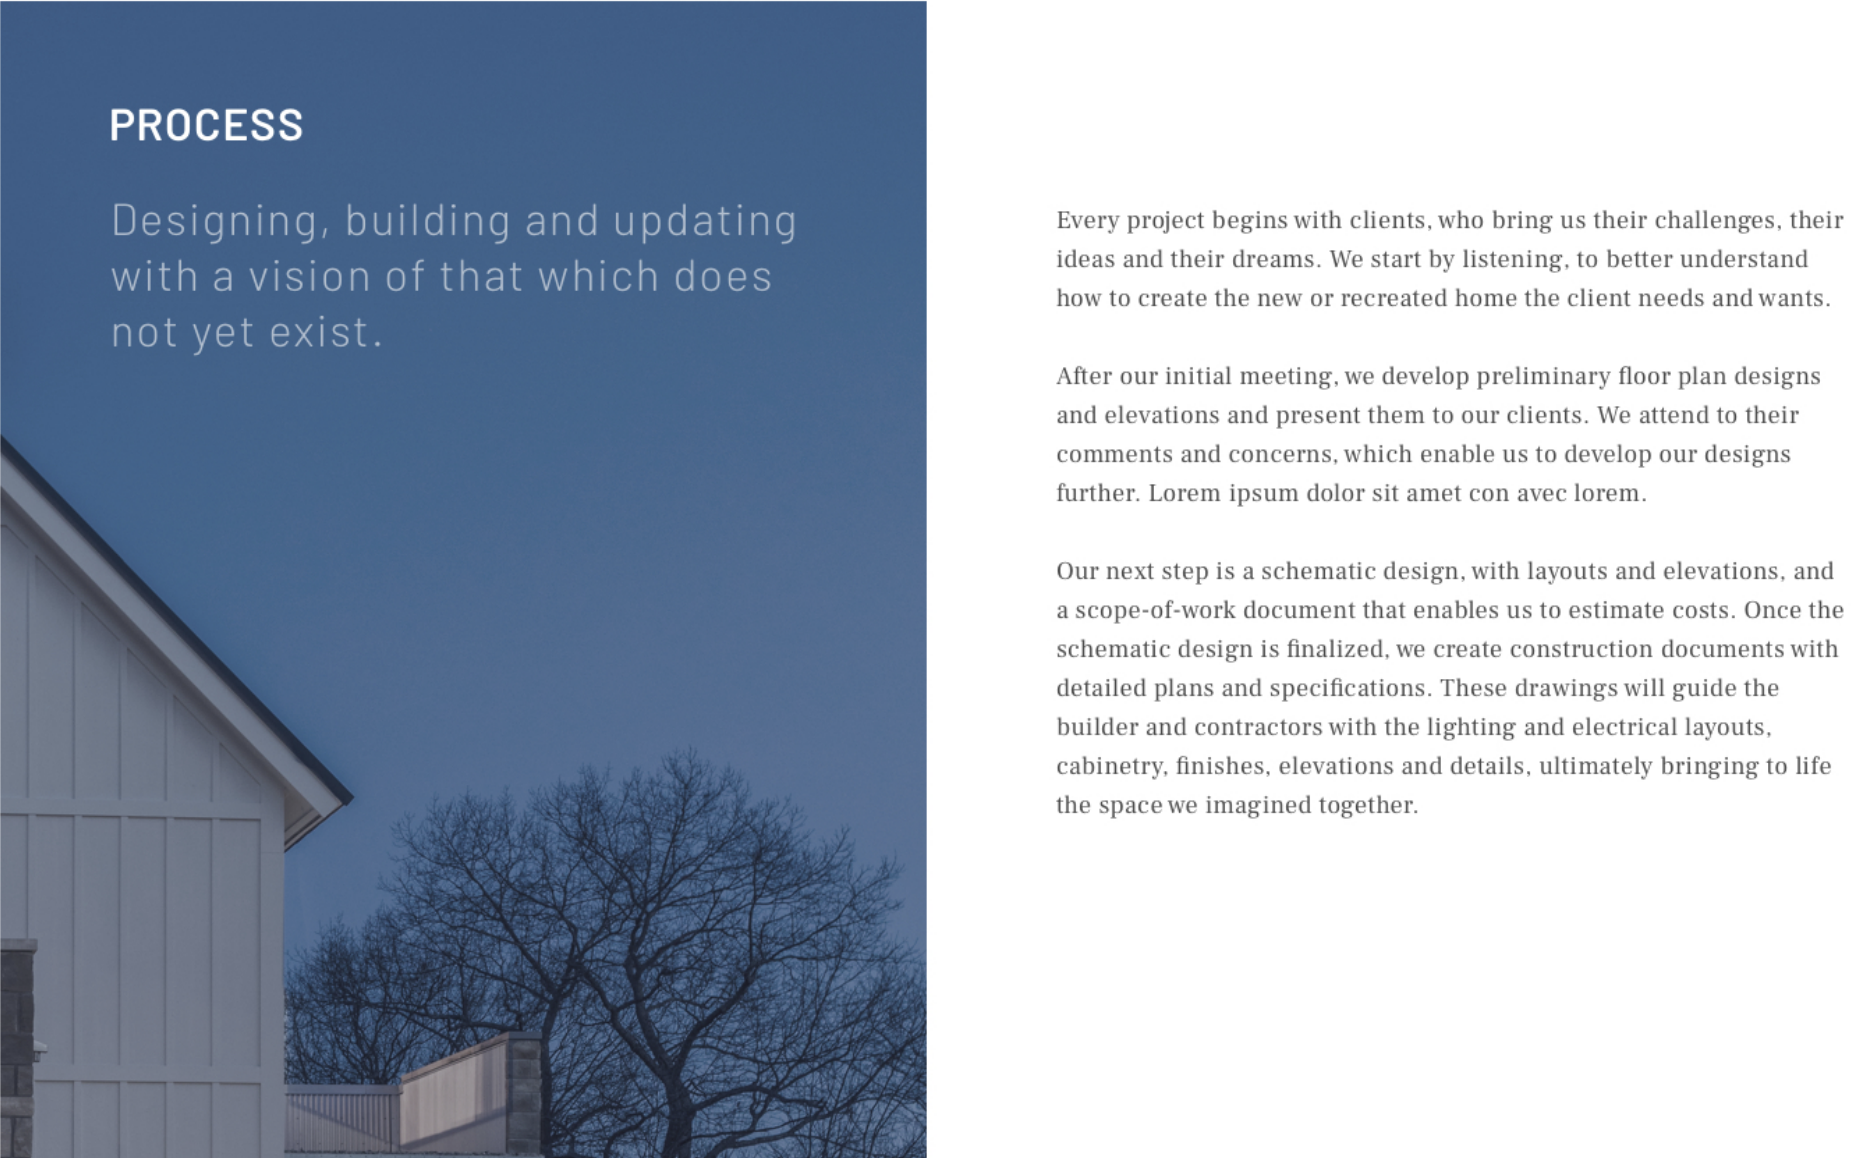 PROCESS
Designing, building and updating
with a vision of that which does
not yet exist.
Every project begins with clients, who bring us their challenges, their
ideas and their dreams. We start by listening, to better understand
how to create the new or recreated home the client needs and wants.
After our initial meeting, we develop preliminary floor plan designs
and elevations and present them to our clients. We attend to their
comments and concerns, which enable us to develop our designs
further. Lorem ipsum dolor sit amet con avec lorem.
Our next step is a schematic design, with layouts and elevations, and
a scope-of-work document that enables us to estimate costs. Once the
schematic design is finalized, we create construction documents with
detailed plans and specifications. These drawings will guide the
builder and contractors with the lighting and electrical layouts,
cabinetry, finishes, elevations and details, ultimately bringing to life
the space we imagined together.